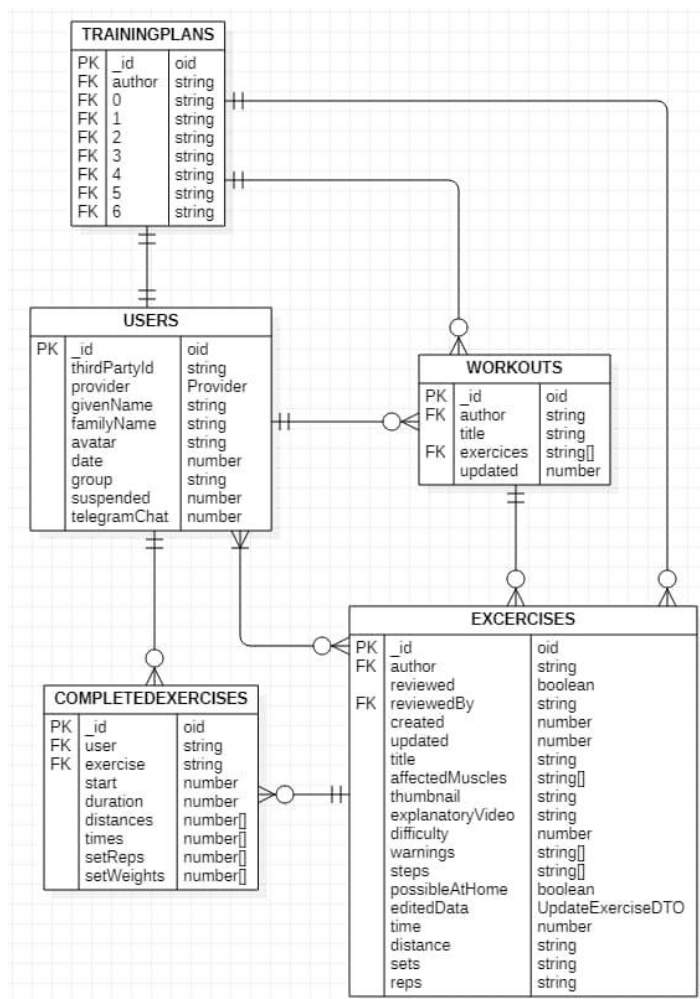 TRAININGPLANS
PK _id oid
FK author string
FK 0 string
FK 1 string
FK 2 string
FK 3 string
FK 4 string
FK 5 string
FK 6 string
USERS
PK _id oid
thirdPartyId string
provider Provider
givenName string
familyName string
avatar string
date number
group string
suspended number
telegramChat number
WORKOUTS
PK _id oid
FK author string
title string
FK exercices string[]
updated number
EXCERCISES
PK _id oid
FK author string
reviewed boolean
FK reviewedBy string
created number
updated number
title string
affectedMuscles string[]
thumbnail string
explanatoryVideo string
difficulty number
warnings string[]
steps string[]
possibleAtHome boolean
editedData UpdateExerciseDTO
time number
distance string
sets string
reps string
COMPLETEDEXERCISES
PK _id oid
FK user string
FK exercise string
start number
duration number
distances number[]
times number[]
setReps number[]
setWeights number[]